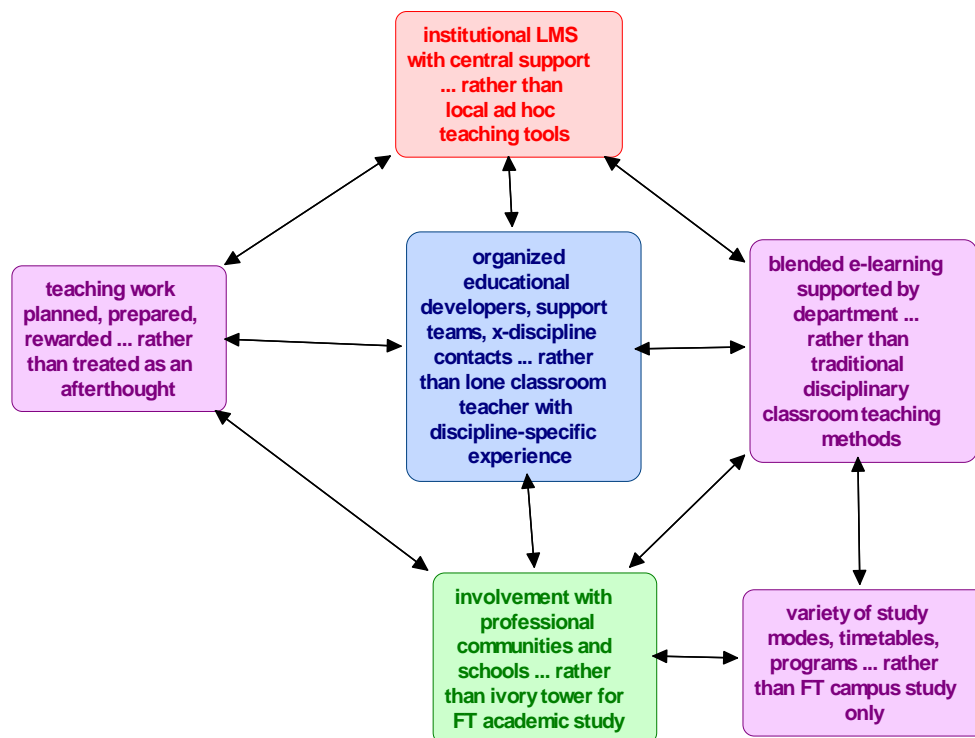 institutional LMS
with central support
... rather than
local ad hoc
teaching tools
teaching work
planned, prepared,
rewarded ... rather
than treated as an
afterthought
organized
educational
developers, support
teams, x-discipline
contacts ... rather
than lone classroom
teacher with
discipline-specific
experience
blended e-learning
supported by
department ...
rather than
traditional
disciplinary
classroom teaching
methods
involvement with
professional
communities and
schools ... rather
than ivory tower for
FT academic study
variety of study
modes, timetables,
programs ... rather
than FT campus study
only